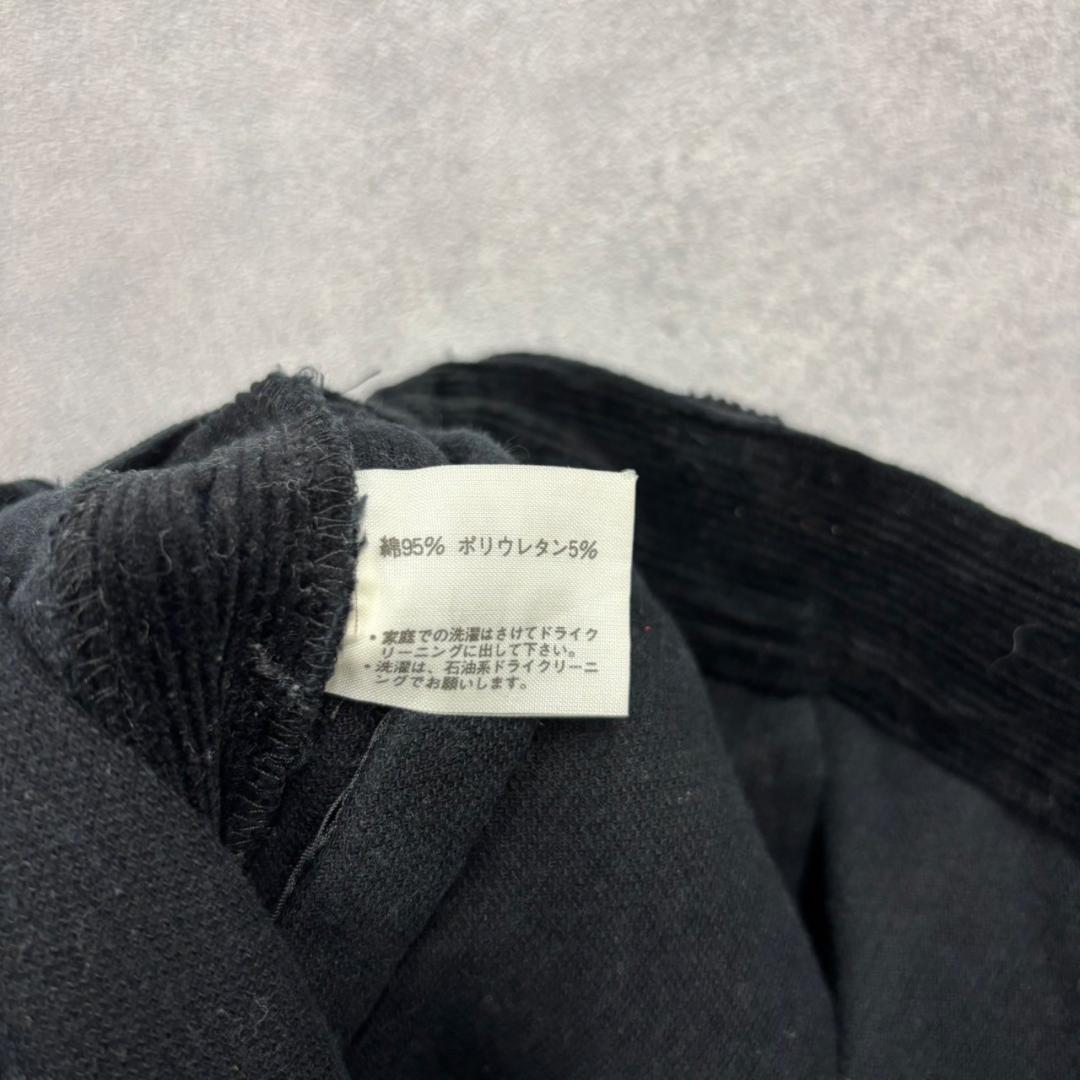 綿95% ポリウレタン5%
・家庭での洗濯はさけてドライク
リーニングに出して下さい。
・洗濯は、石油系ドライクリーニ
ングでお願いします。